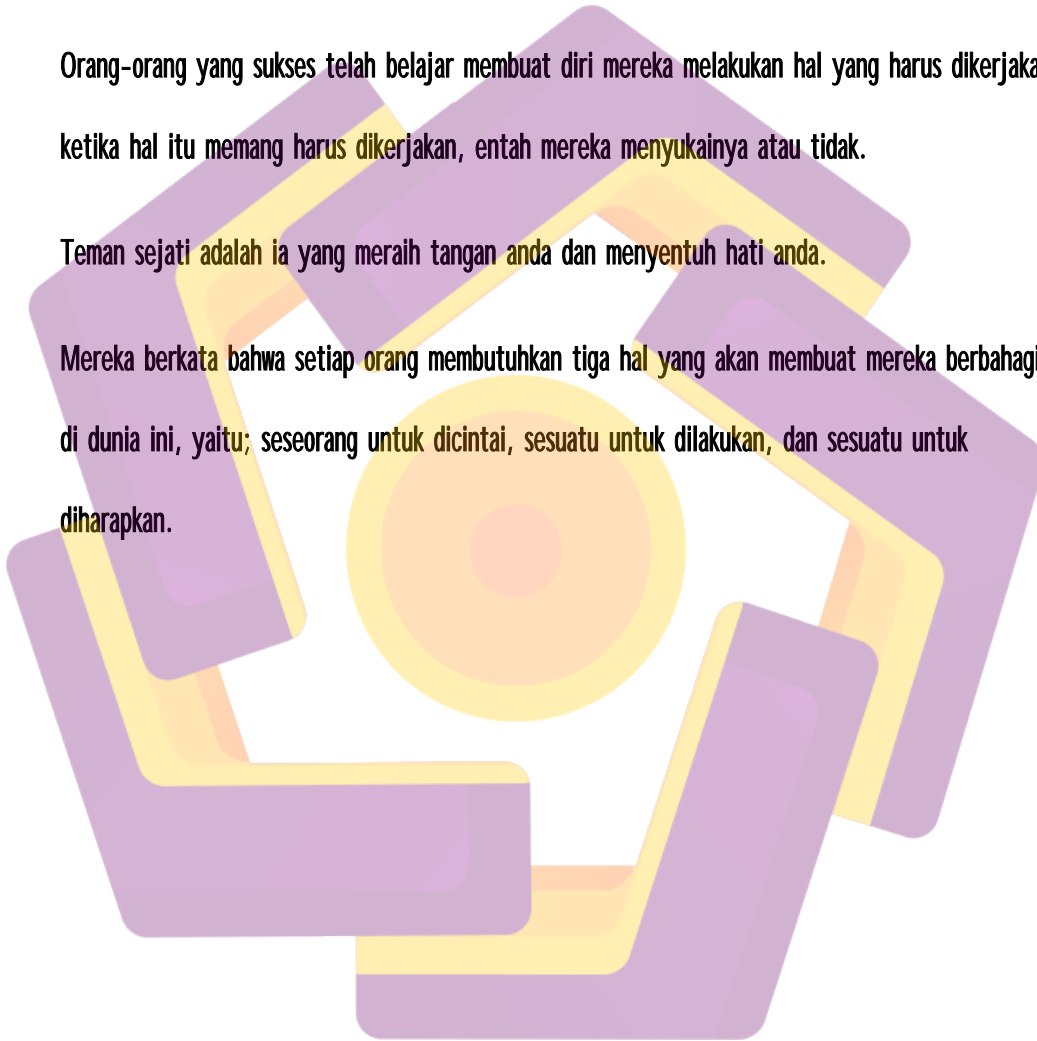 Orang-orang yang sukses telah belajar membuat diri mereka melakukan hal yang harus dikerjaka
ketika hal itu memang harus dikerjakan, entah mereka menyukainya atau tidak.
Teman sejati adalah ia yang meraih tangan anda dan menyentuh hati anda.
Mereka berkata bahwa setiap orang membutuhkan tiga hal yang akan membuat mereka berbahagi
di dunia ini, yaitu; seseorang untuk dicintai, sesuatu untuk dilakukan, dan sesuatu untuk
diharapkan.